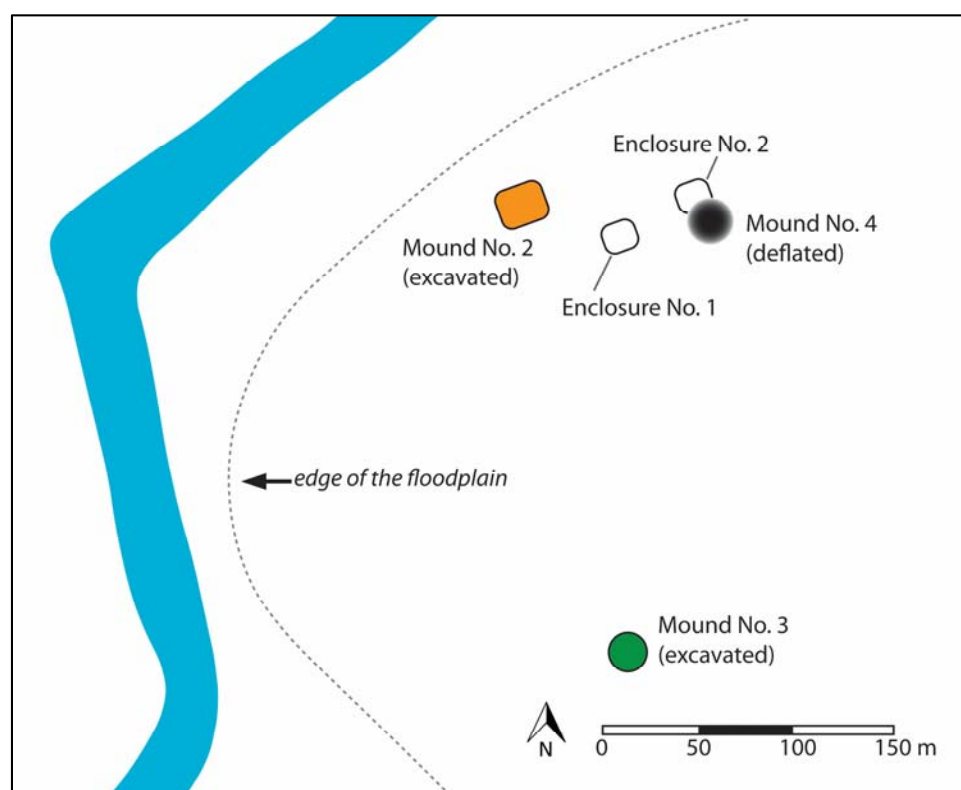 Enclosure No. 2
Mound No. 2
(excavated)
Mound No. 4
(deflated)
Enclosure No. 1
edge of the floodplain
Mound No. 3
(excavated)
N
0 50 100 150 m